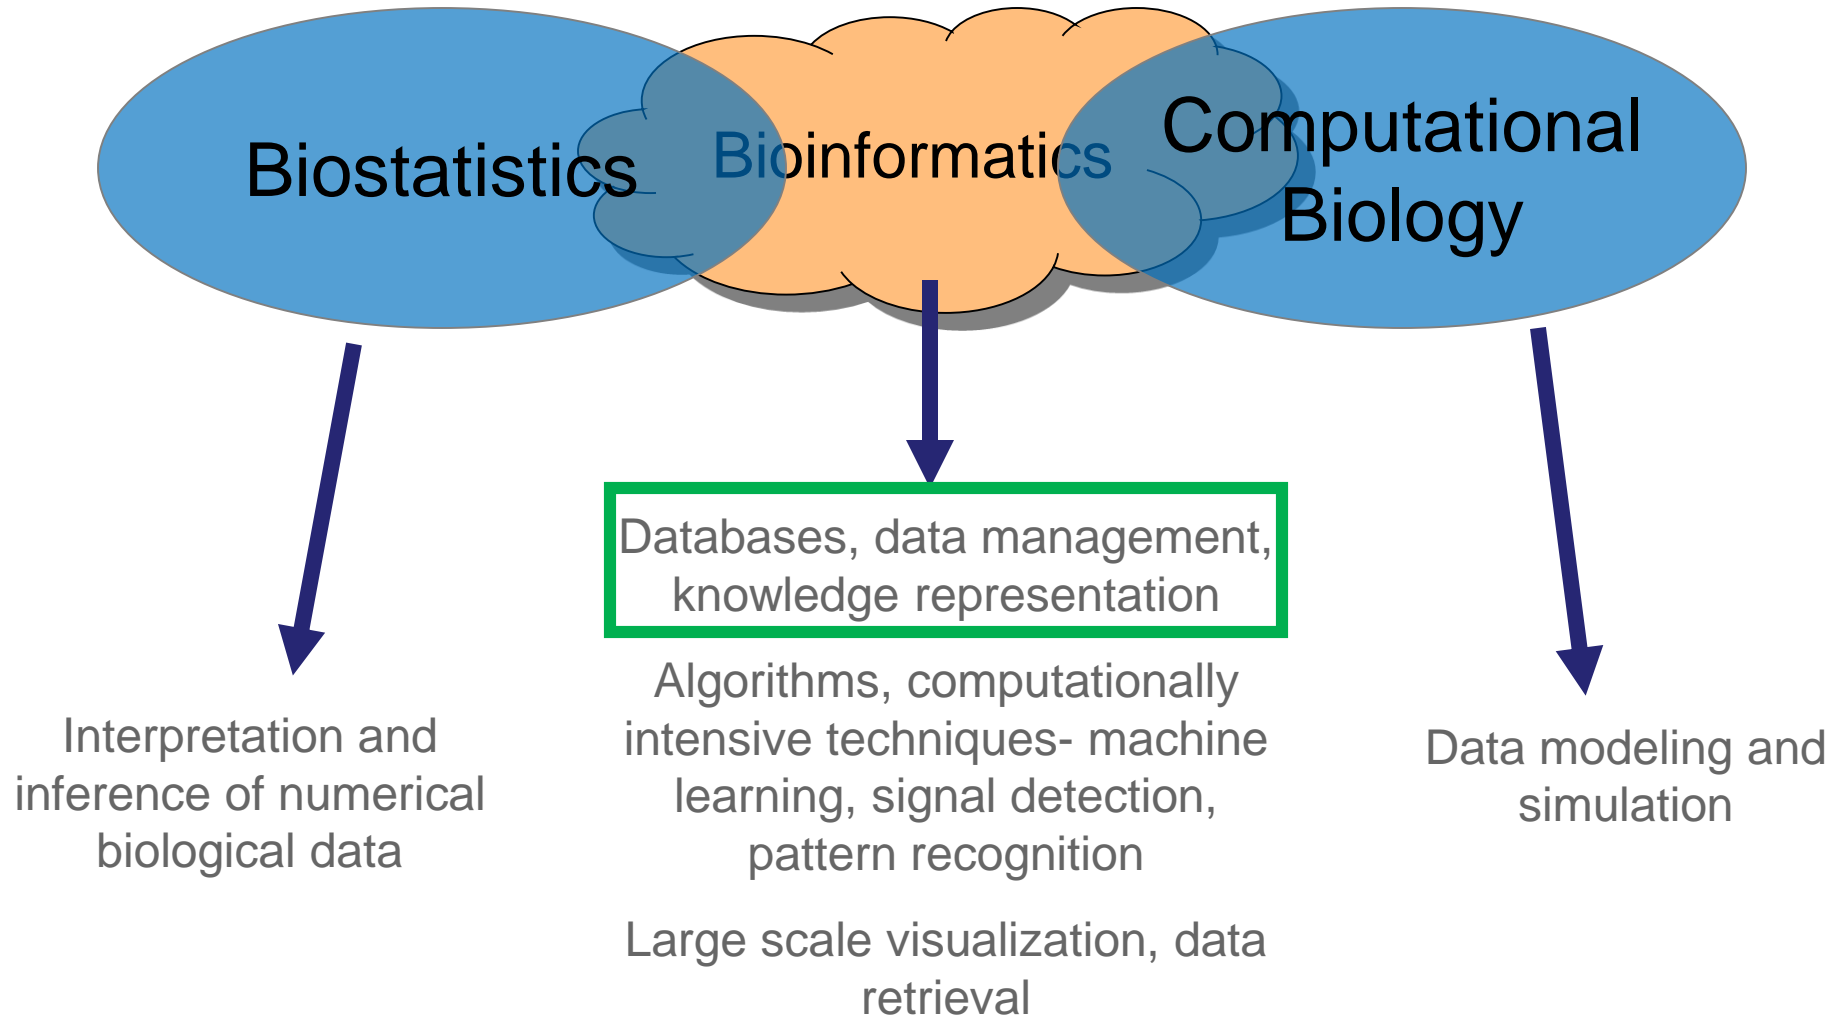 Biostatistics
Bioinformatics
Computational
Biology
Databases, data management,
knowledge representation
Algorithms, computationally
intensive techniques- machine
learning, signal detection,
pattern recognition
Large scale visualization, data
retrieval
Interpretation and
inference of numerical
biological data
Data modeling and
simulation